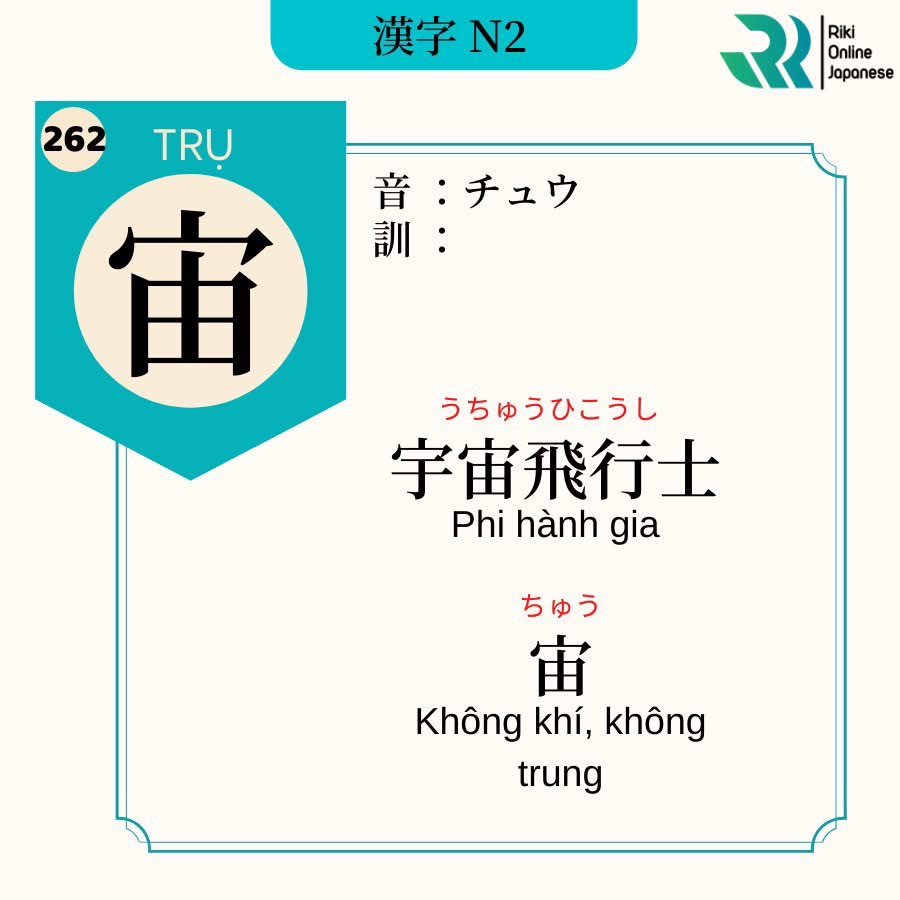 漢字 N2
Riki
Online
Japanese
262
TRỤ
宙
音：チュウ
訓：
うちゅうひこうし
宇宙飛行士
Phi hành gia
ちゅう
宙
Không khí, không
trung